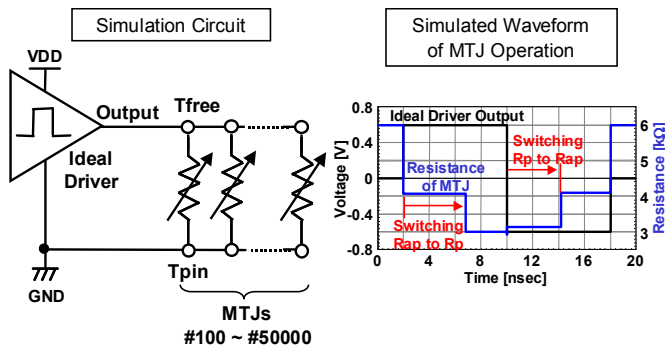 Simulation Circuit
VDD
Output
Ideal
Driver
Tfree
Tpin
GND
MTJs
#100 ~ #50000
Simulated Waveform
of MTJ Operation
Ideal Driver Output
Switching
Rp to Rap
Resistance
of MTJ
Switching
Rap to Rp
Voltage [V]
0.8
0.4
0
-0.4
-0.8
Resistance [kΩ]
6
5
4
3
0 4 8 12 16 20
Time [nsec]